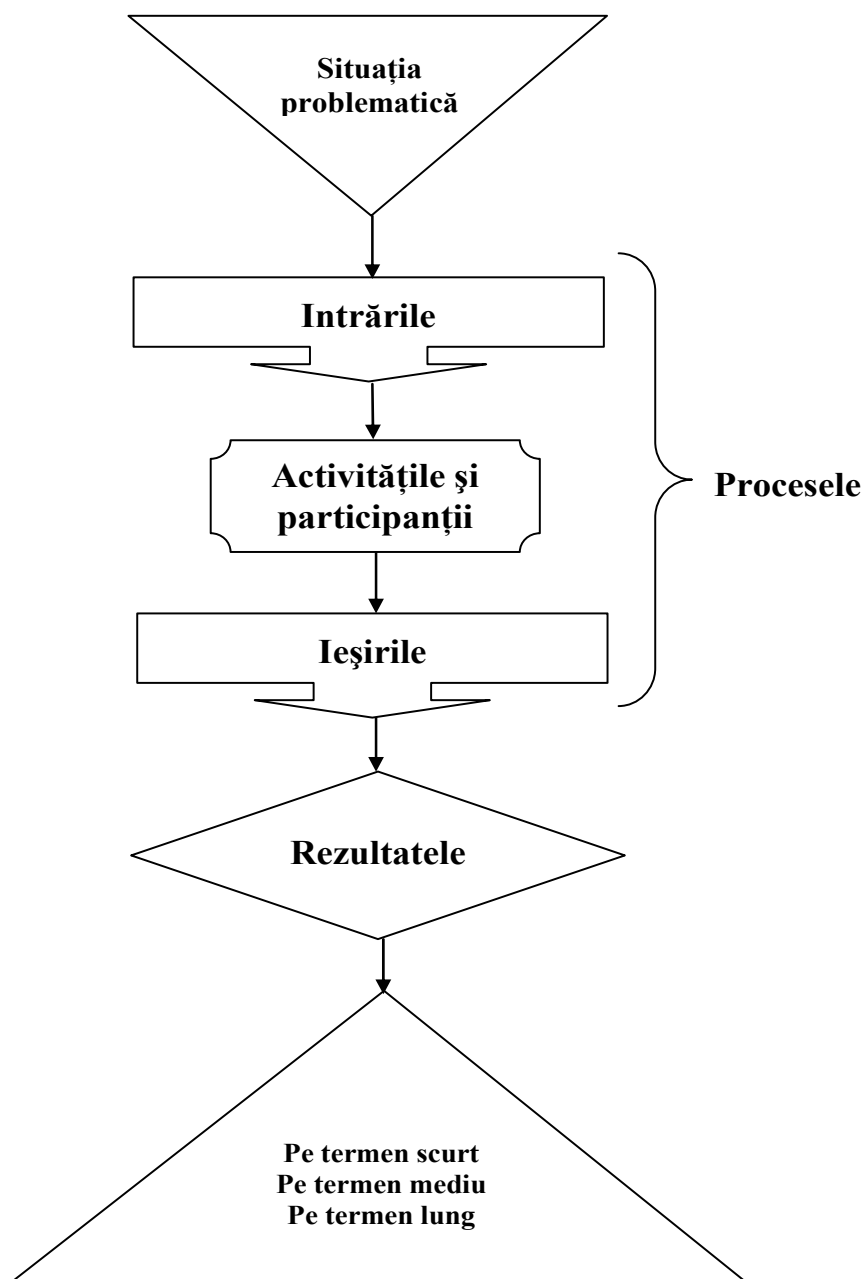 Situația
problematică
Intrările
Activitățile şi
participanții
Procesele
Ieşirile
Rezultatele
Pe termen scurt
Pe termen mediu
Pe termen lung